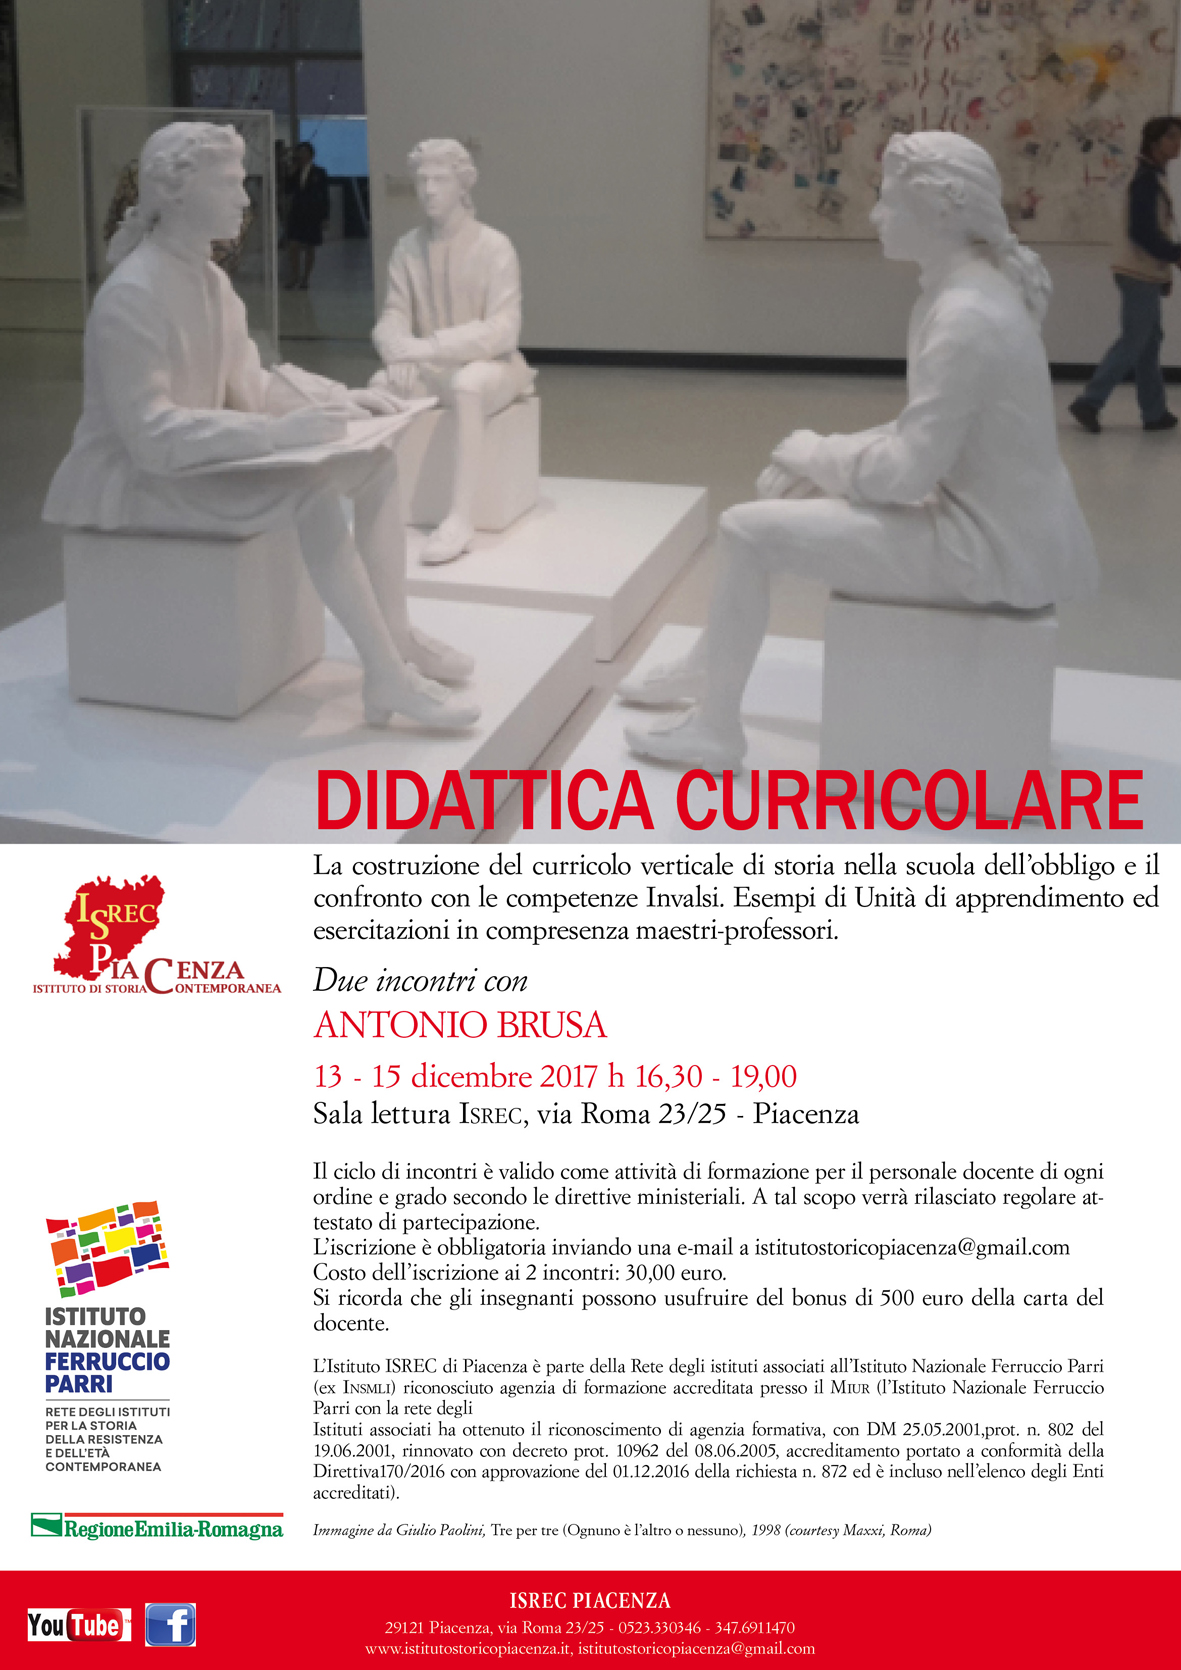 DIDATTICA CURRICOLARE
La costruzione del curricolo verticale di storia nella scuola dell'obbligo e il
confronto con le competenze Invalsi. Esempi di Unità di apprendimento ed
esercitazioni in compresenza maestri-professori.
ISREC
PIACENZA
ISTITUTO DI STORIA CONTEMPORANEA
Due incontri con
ANTONIO BRUSA
13 - 15 dicembre 2017 h 16,30 - 19,00
Sala lettura ISREC, via Roma 23/25 - Piacenza
Il ciclo di incontri è valido come attività di formazione per il personale docente di ogni
ordine e grado secondo le direttive ministeriali. A tal scopo verrà rilasciato regolare at-
testato di partecipazione.
L'iscrizione è obbligatoria inviando una e-mail a istitutostoricopiacenza@gmail.com
Costo dell'iscrizione ai 2 incontri: 30,00 euro.
Si ricorda che gli insegnanti possono usufruire del bonus di 500 euro della carta del
docente.
ISTITUTO
NAZIONALE
FERRUCCIO
PARRI
RETE DEGLI ISTITUTI
PER LA STORIA
DELLA RESISTENZA
E DELL'ETÀ
CONTEMPORANEA
L'Istituto ISREC di Piacenza è parte della Rete degli istituti associati all'Istituto Nazionale Ferruccio Parri
(ex INSMLI) riconosciuto agenzia di formazione accreditata presso il MIUR (l'Istituto Nazionale Ferruccio
Parri con la rete degli
Istituti associati ha ottenuto il riconoscimento di agenzia formativa, con DM 25.05.2001,prot. n. 802 del
19.06.2001, rinnovato con decreto prot. 10962 del 08.06.2005, accreditamento portato a conformità della
Direttiva170/2016 con approvazione del 01.12.2016 della richiesta n. 872 ed è incluso nell'elenco degli Enti
accreditati).
RegioneEmilia-Romagna
Immagine da Giulio Paolini, Tre per tre (Ognuno è l'altro o nessuno), 1998 (courtesy Maxxi, Roma)
YouTube
f
ISREC PIACENZA
29121 Piacenza, via Roma 23/25 - 0523.330346 - 347.6911470
www.istitutostoricopiacenza.it, istitutostoricopiacenza@gmail.com